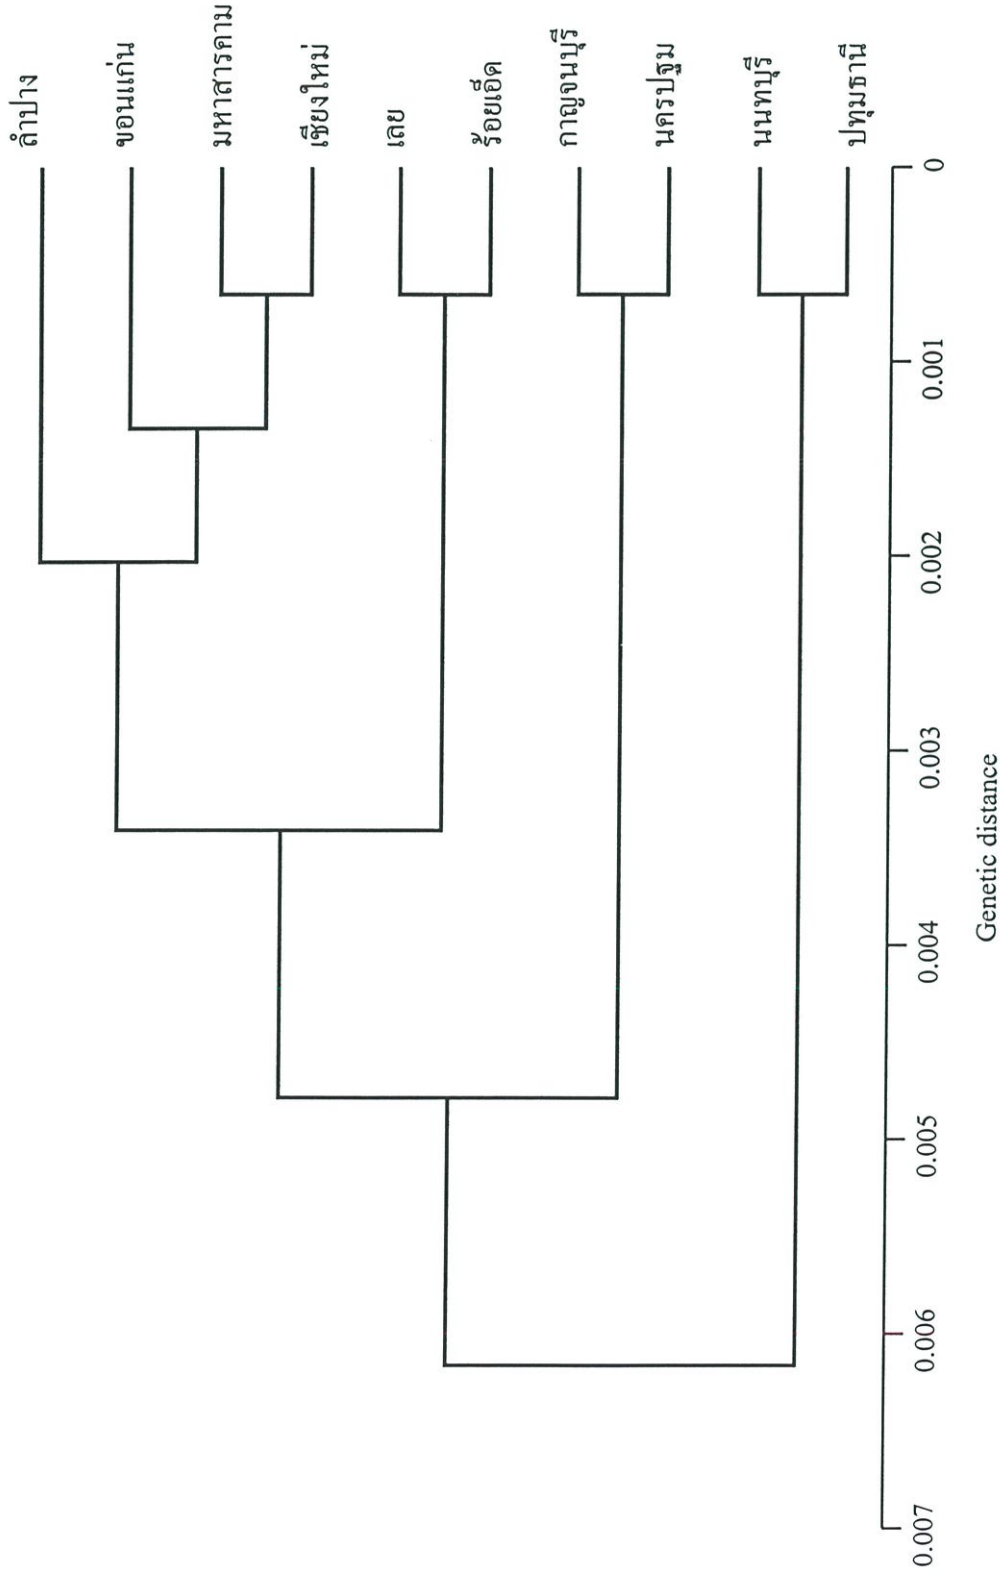 ลำปาง
ขอนแก่น
มหาสารคาม
เชียงใหม่
เลย
ร้อยเอ็ด
กาญจนบุรี
นครปฐม
นนทบุรี
ปทุมธานี
0.007
0.006
0.005
0.004
0.003
0.002
0.001
0
Genetic distance